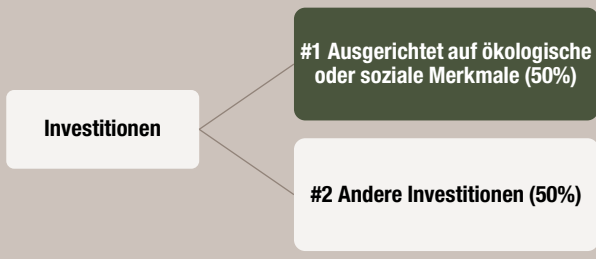 #1 Ausgerichtet auf ökologische
oder soziale Merkmale (50%)
Investitionen
#2 Andere Investitionen (50%)